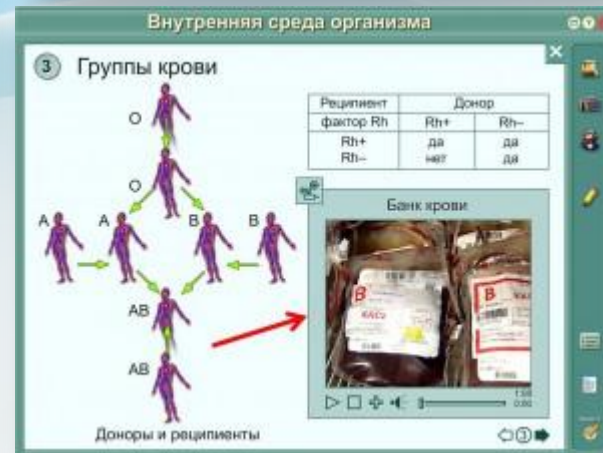 Внутренняя среда организма
3 Группы крови
O
O
A A B B
AB
AB
Доноры и реципиенты
Реципиент Донор
фактор Rh Rh+ Rh–
Rh+ да да
Rh– нет да
Банк крови
B
B